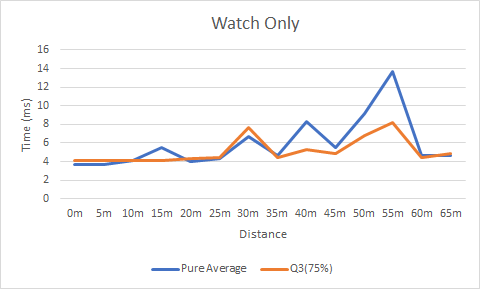 Watch Only
16
14
12
10
8
6
4
2
0
Time (ms)
0m 5m 10m 15m 20m 25m 30m 35m 40m 45m 50m 55m 60m 65m
Distance
Pure Average Q3(75%)